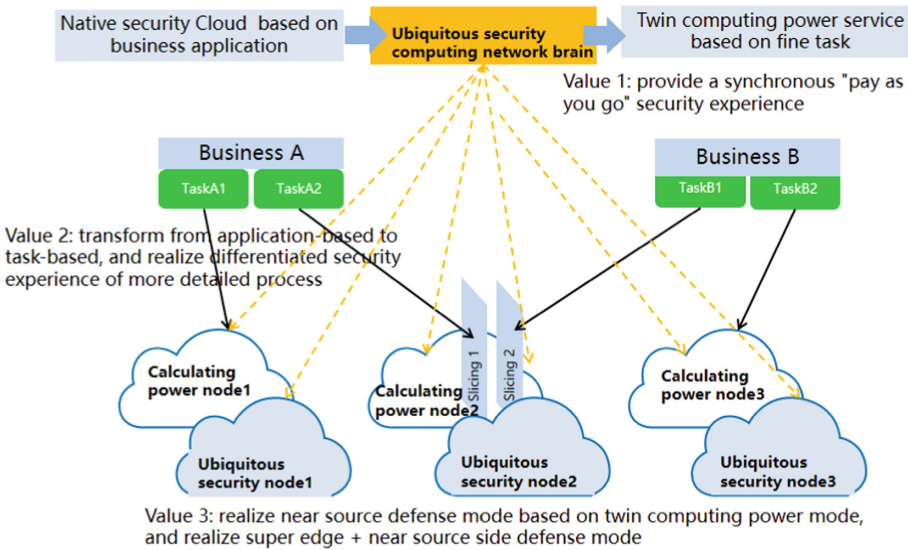 Native security Cloud based on
business application
Ubiquitous security
computing network brain
Twin computing power service
based on fine task
Value 1: provide a synchronous "pay as
you go" security experience
Business A
TaskA1
TaskA2
Business B
TaskB1
TaskB2
Value 2: transform from application-based to
task-based, and realize differentiated security
experience of more detailed process
Calculating
power node1
Ubiquitous
security node1
Calculating
power node2
Slicing 1
Slicing 2
Ubiquitous
security node2
Calculating
power node3
Ubiquitous
security node3
Value 3: realize near source defense mode based on twin computing power mode,
and realize super edge + near source side defense mode